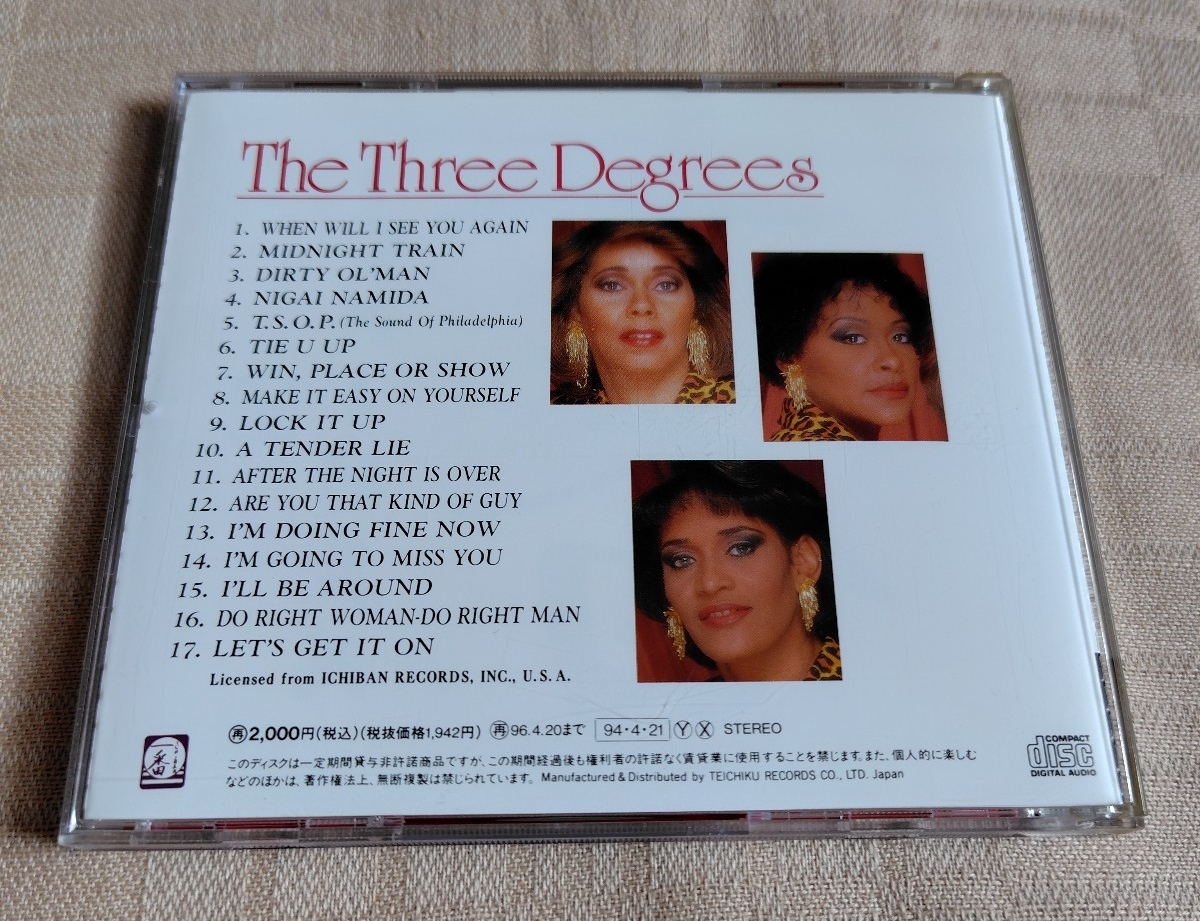 The Three Degrees
1. WHEN WILL I SEE YOU AGAIN
2. MIDNIGHT TRAIN
3. DIRTY OL'MAN
4. NIGAI NAMIDA
5. T.S.O.P. (The Sound Of Philadelphia)
6. TIE U UP
7. WIN, PLACE OR SHOW
8. MAKE IT EASY ON YOURSELF
9. LOCK IT UP
10. A TENDER LIE
11. AFTER THE NIGHT IS OVER
12. ARE YOU THAT KIND OF GUY
13. I'M DOING FINE NOW
14. I'M GOING TO MISS YOU
15. I'LL BE AROUND
16. DO RIGHT WOMAN-DO RIGHT MAN
17. LET'S GET IT ON
Licensed from ICHIBAN RECORDS, INC., U.S.A.
㊐2,000円(税込)(税抜価格1,942円) 再96.4.20まで 94・4・21 Ⓨ Ⓧ STEREO
このディスクは一定期間貸与非許諾商品ですが、この期間経過後も権利者の許諾なく賃貸業に使用することを禁じます。また、個人的に楽しむ
などのほかは、著作権法上、無断複製は禁じられています。 Manufactured & Distributed by TEICHIKU RECORDS CO., LTD. Japan
一番
COMPACT
disc
DIGITAL AUDIO